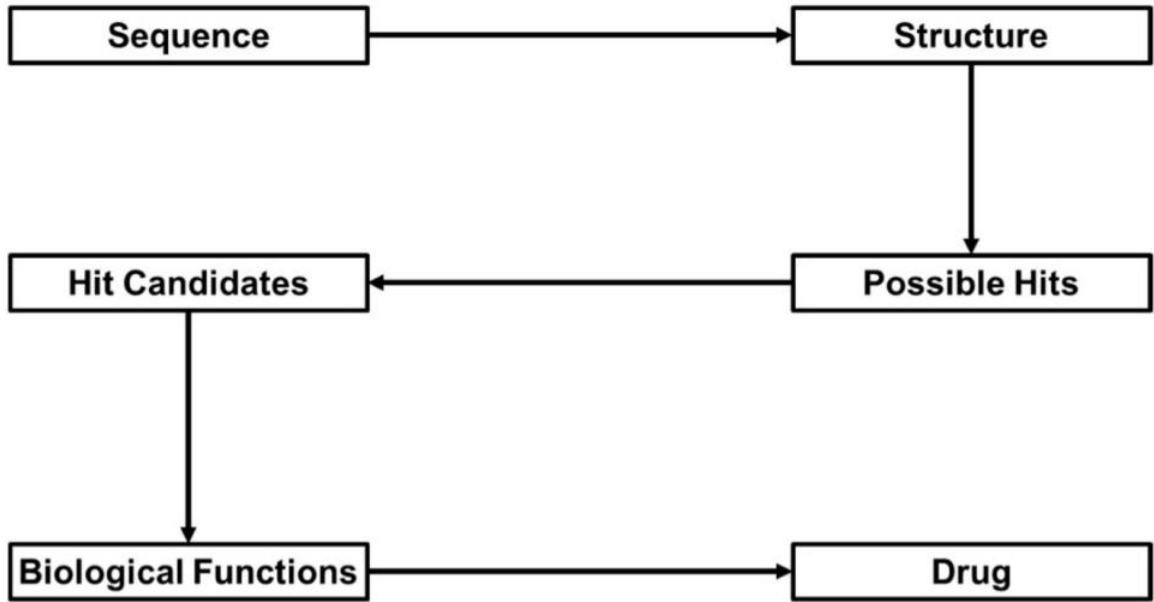 Sequence
Structure
Possible Hits
Hit Candidates
Biological Functions
Drug